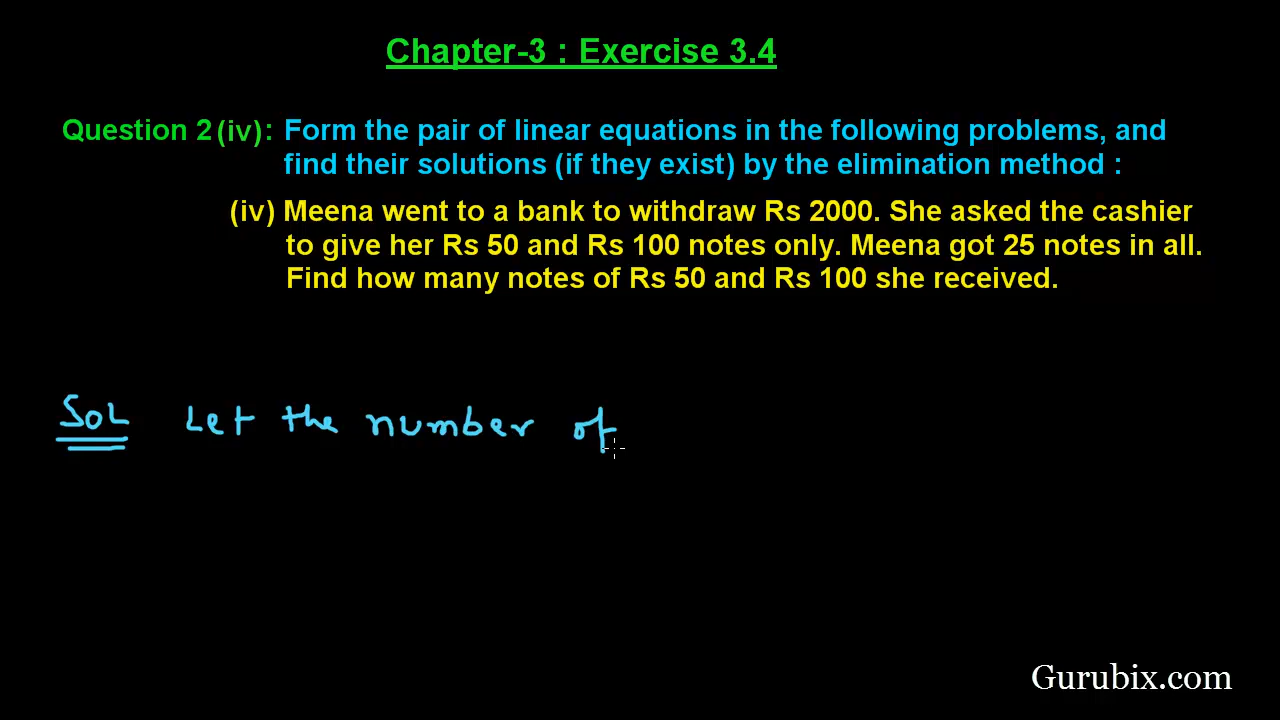 Chapter-3 : Exercise 3.4
Question 2 (iv): Form the pair of linear equations in the following problems, and
find their solutions (if they exist) by the elimination method :
(iv) Meena went to a bank to withdraw Rs 2000. She asked the cashier
to give her Rs 50 and Rs 100 notes only. Meena got 25 notes in all.
Find how many notes of Rs 50 and Rs 100 she received.
SOL Let the number of
Gurubix.com